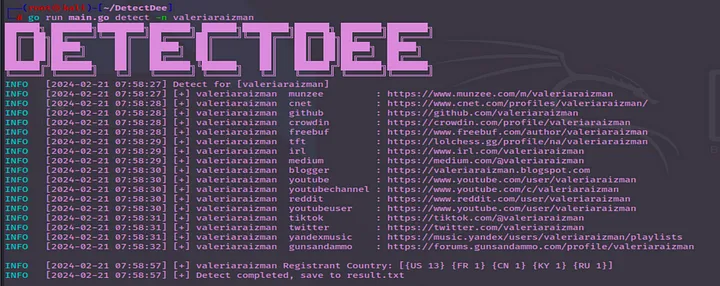 (root㉿kali)-[~/DetectDee]
# go run main.go detect -n valeriaraizman
DETECTDEE
INFO [2024-02-21 07:58:27] Detect for [valeriaraizman]
INFO [2024-02-21 07:58:27] [+] valeriaraizman munzee : https://www.munzee.com/m/valeriaraizman
INFO [2024-02-21 07:58:28] [+] valeriaraizman cnet : https://www.cnet.com/profiles/valeriaraizman/
INFO [2024-02-21 07:58:28] [+] valeriaraizman github : https://github.com/valeriaraizman
INFO [2024-02-21 07:58:28] [+] valeriaraizman crowdin : https://crowdin.com/profile/valeriaraizman
INFO [2024-02-21 07:58:28] [+] valeriaraizman freebuf : https://www.freebuf.com/author/valeriaraizman
INFO [2024-02-21 07:58:29] [+] valeriaraizman tft : https://lolchess.gg/profile/na/valeriaraizman
INFO [2024-02-21 07:58:29] [+] valeriaraizman irl : https://www.irl.com/valeriaraizman
INFO [2024-02-21 07:58:29] [+] valeriaraizman medium : https://medium.com/@valeriaraizman
INFO [2024-02-21 07:58:30] [+] valeriaraizman blogger : https://valeriaraizman.blogspot.com
INFO [2024-02-21 07:58:30] [+] valeriaraizman youtube : https://www.youtube.com/user/valeriaraizman
INFO [2024-02-21 07:58:30] [+] valeriaraizman youtubechannel : https://www.youtube.com/c/valeriaraizman
INFO [2024-02-21 07:58:30] [+] valeriaraizman reddit : https://www.reddit.com/user/valeriaraizman
INFO [2024-02-21 07:58:30] [+] valeriaraizman youtubeuser : https://www.youtube.com/user/valeriaraizman
INFO [2024-02-21 07:58:31] [+] valeriaraizman tiktok : https://tiktok.com/@valeriaraizman
INFO [2024-02-21 07:58:31] [+] valeriaraizman twitter : https://twitter.com/valeriaraizman
INFO [2024-02-21 07:58:31] [+] valeriaraizman yandexmusic : https://music.yandex/users/valeriaraizman/playlists
INFO [2024-02-21 07:58:31] [+] valeriaraizman gunsandammo : https://forums.gunsandammo.com/profile/valeriaraizman
INFO [2024-02-21 07:58:57] [+] valeriaraizman Registrant Country: [{US 13} {FR 1} {CN 1} {KY 1} {RU 1}]
INFO [2024-02-21 07:58:57] [+] Detect completed, save to result.txt